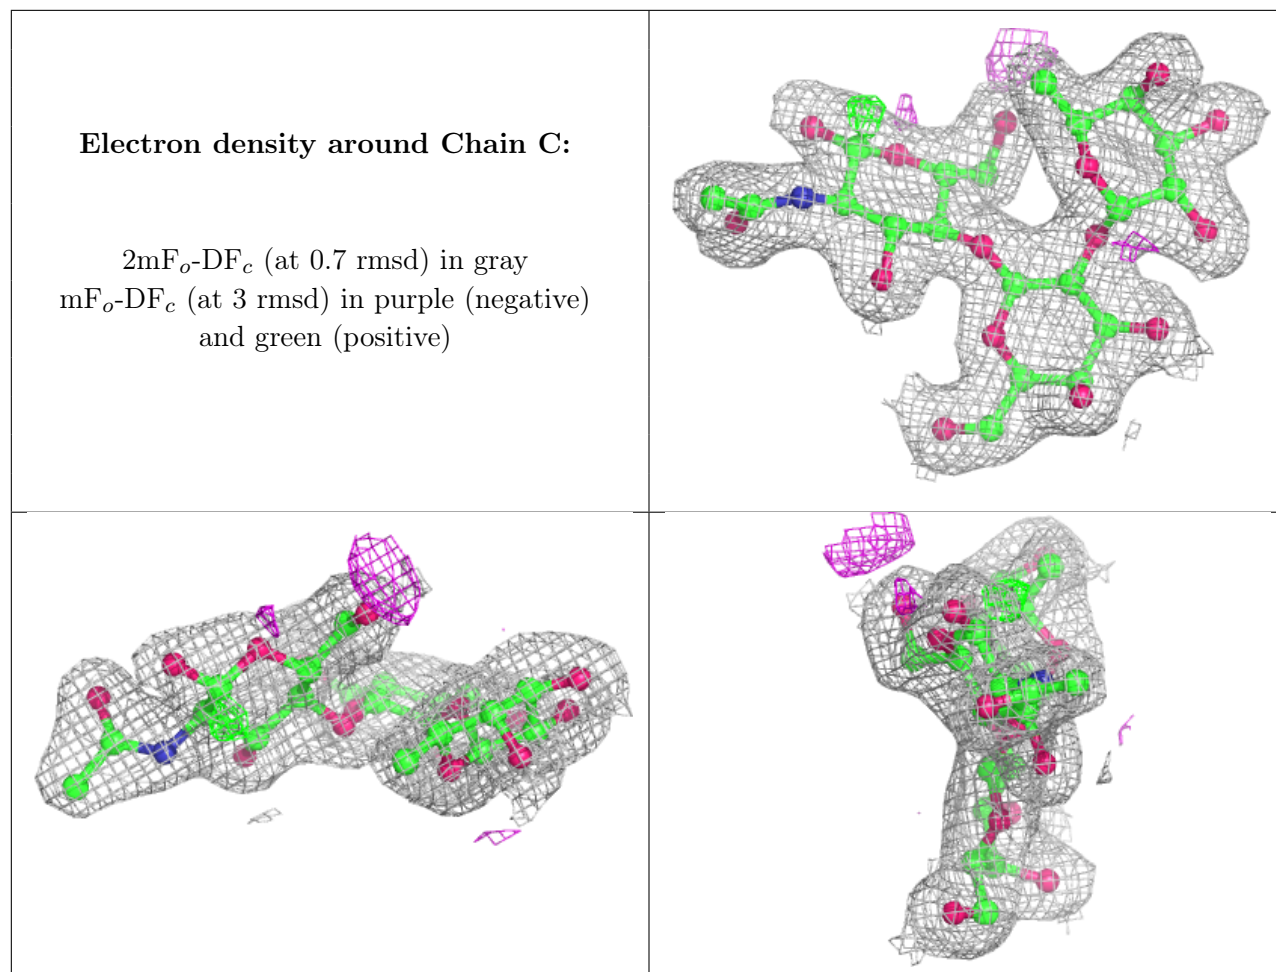 Electron density around Chain C:
2mFo-DFc (at 0.7 rmsd) in gray
mFo-DFc (at 3 rmsd) in purple (negative)
and green (positive)